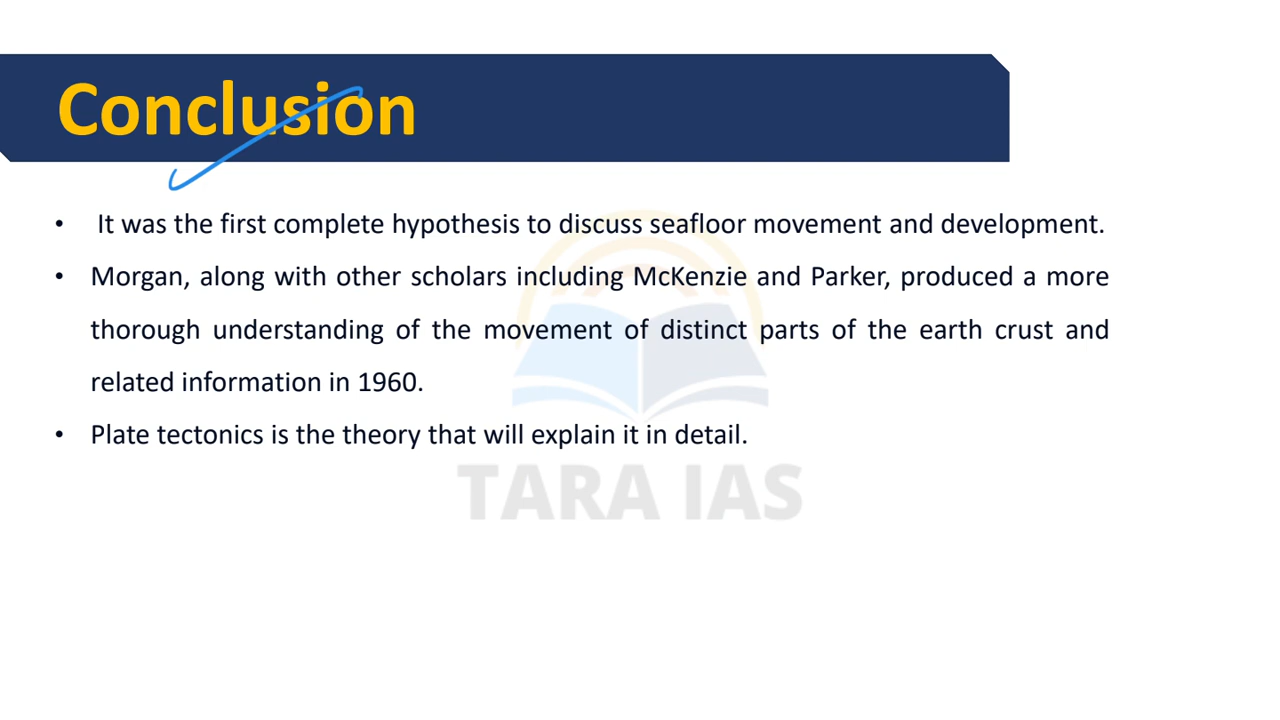 Conclusion
• It was the first complete hypothesis to discuss seafloor movement and development.
• Morgan, along with other scholars including McKenzie and Parker, produced a more
thorough understanding of the movement of distinct parts of the earth crust and
related information in 1960.
• Plate tectonics is the theory that will explain it in detail.
TARA IAS